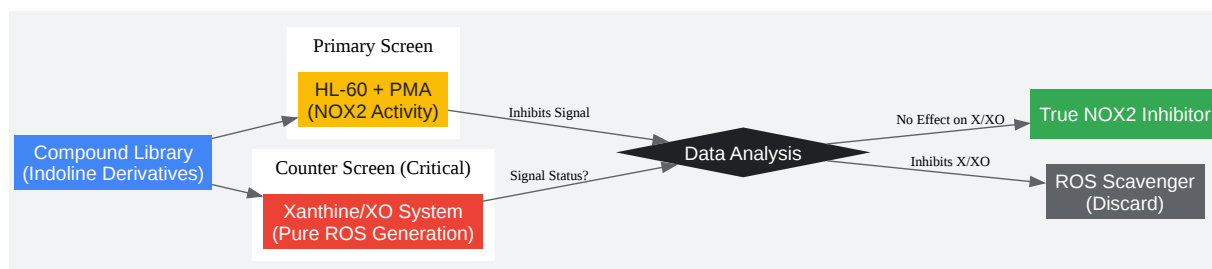 Primary Screen
HL-60 + PMA
(NOX2 Activity)
Compound Library
(Indoline Derivatives)
Counter Screen (Critical)
Xanthine/XO System
(Pure ROS Generation)
Inhibits Signal
Signal Status?
Data Analysis
No Effect on X/XO
Inhibits X/XO
True NOX2 Inhibitor
ROS Scavenger
(Discard)